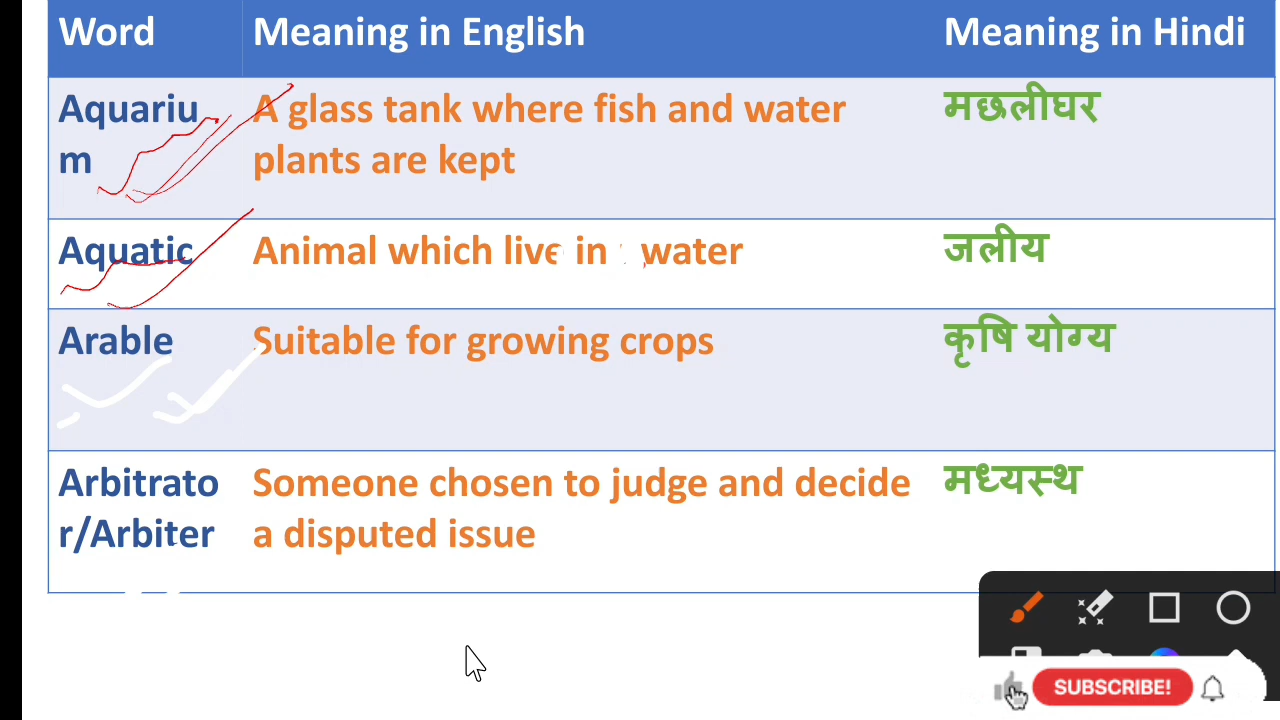 Word Meaning in English Meaning in Hindi
Aquariu A glass tank where fish and water मछलीघर
m plants are kept
Aquatic Animal which live in water जलीय
Arable Suitable for growing crops कृषि योग्य
Arbitrato Someone chosen to judge and decide मध्यस्थ
r/Arbiter a disputed issue
SUBSCRIBE!